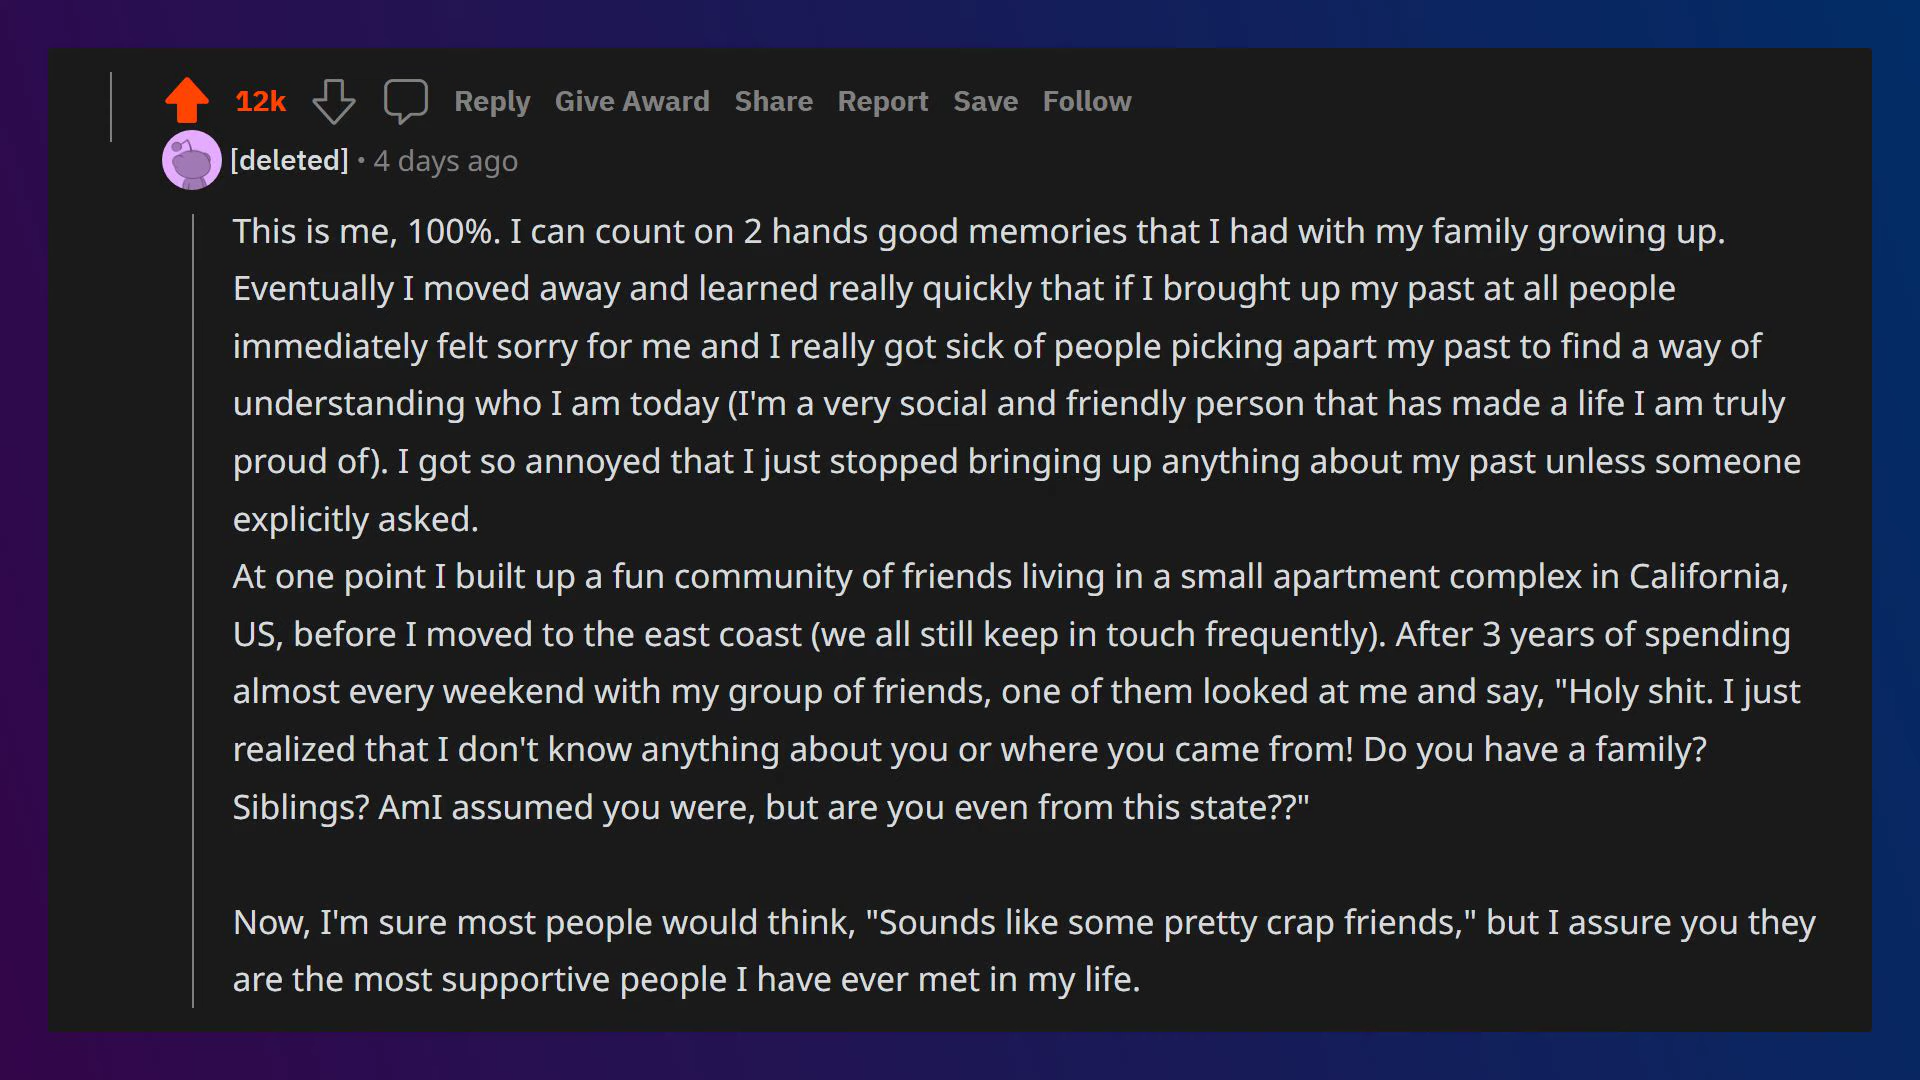 12k Reply Give Award Share Report Save Follow
[deleted] • 4 days ago
This is me, 100%. I can count on 2 hands good memories that I had with my family growing up.
Eventually I moved away and learned really quickly that if I brought up my past at all people
immediately felt sorry for me and I really got sick of people picking apart my past to find a way of
understanding who I am today (I'm a very social and friendly person that has made a life I am truly
proud of). I got so annoyed that I just stopped bringing up anything about my past unless someone
explicitly asked.
At one point I built up a fun community of friends living in a small apartment complex in California,
US, before I moved to the east coast (we all still keep in touch frequently). After 3 years of spending
almost every weekend with my group of friends, one of them looked at me and say, "Holy shit. I just
realized that I don't know anything about you or where you came from! Do you have a family?
Siblings? AmI assumed you were, but are you even from this state??"
Now, I'm sure most people would think, "Sounds like some pretty crap friends," but I assure you they
are the most supportive people I have ever met in my life.